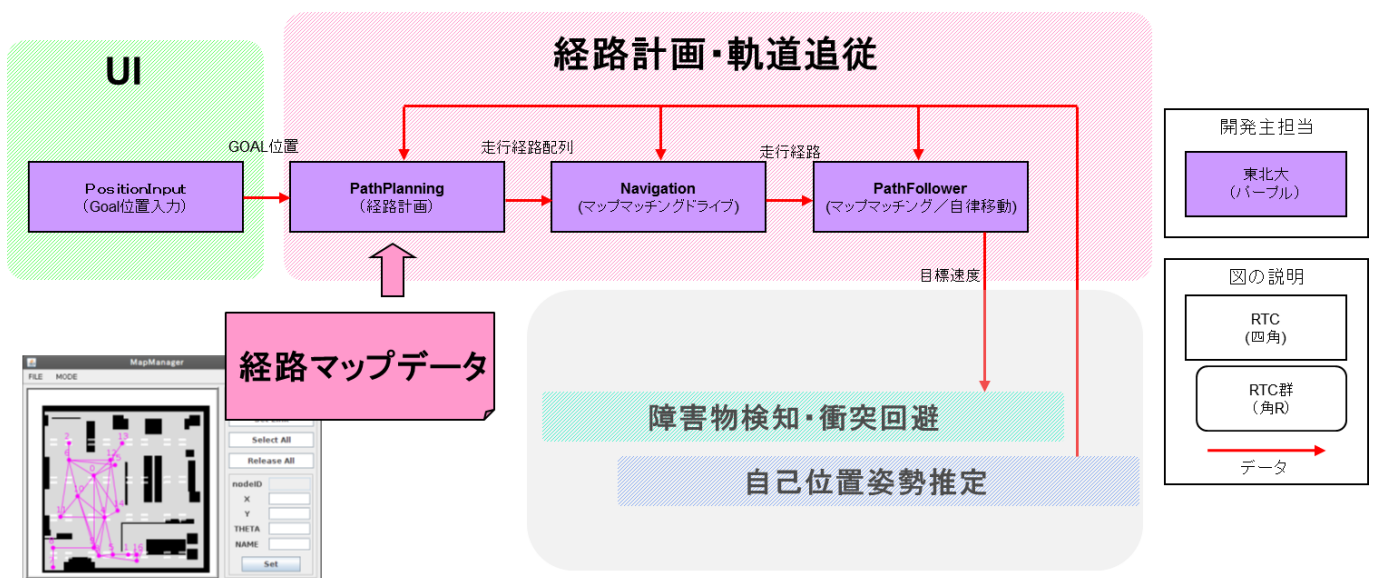 UI
経路計画・軌道追従
GOAL位置
走行経路配列
走行経路
PositionInput
(Goal位置入力)
PathPlanning
(経路計画)
Navigation
(マップマッチングドライブ)
PathFollower
(マップマッチング／自律移動)
目標速度
開発主担当
東北大
(パープル)
図の説明
RTC
(四角)
RTC群
(角R)
データ
経路マップデータ
障害物検知・衝突回避
自己位置姿勢推定
MapManager
FILE MODE
Select All
Release All
nodeID
X
Y
THETA
NAME
Set